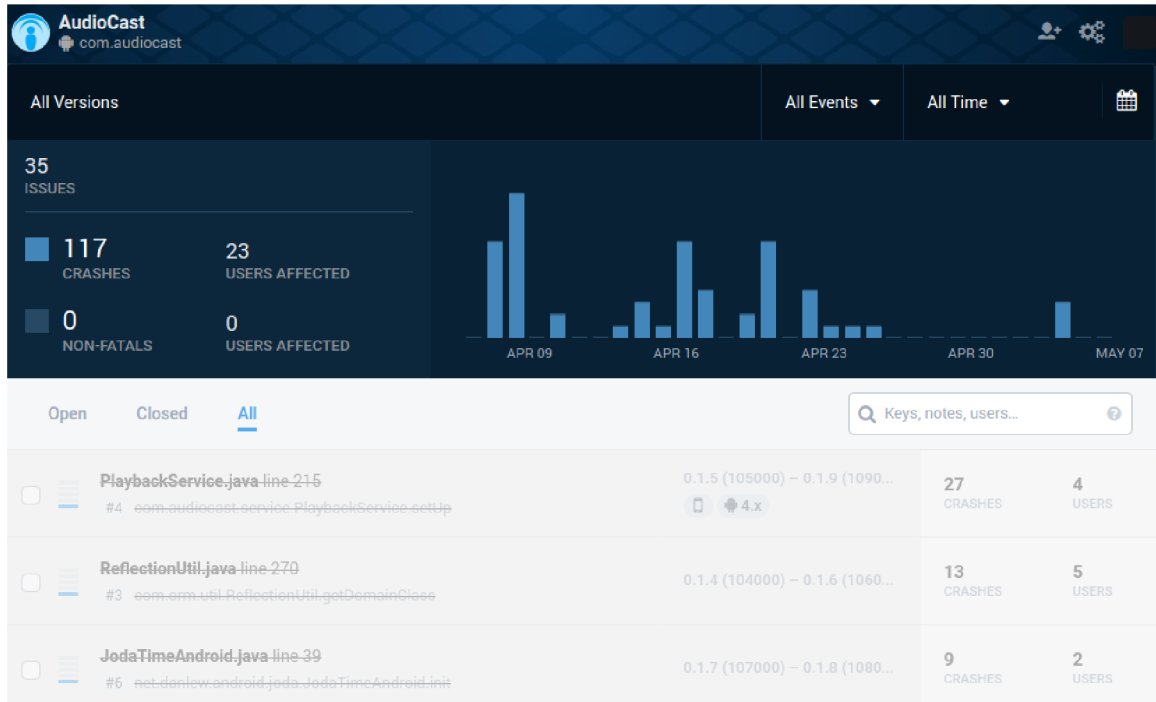 AudioCast
com.audiocast
All Versions
All Events
All Time
35
ISSUES
117
CRASHES
23
USERS AFFECTED
0
NON-FATALS
0
USERS AFFECTED
APR 09
APR 16
APR 23
APR 30
MAY 07
Open
Closed
All
Keys, notes, users...
?
PlaybackService.java line 215
#4 com.audiocast.service.PlaybackService.setUp
0.1.5 (105000) – 0.1.9 (1090...
4.x
27
CRASHES
4
USERS
ReflectionUtil.java line 270
#3 com.orm.util.ReflectionUtil.getDomainClass
0.1.4 (104000) – 0.1.6 (1060...
13
CRASHES
5
USERS
JodaTimeAndroid.java line 39
#6 net.danlew.android.joda.JodaTimeAndroid.init
0.1.7 (107000) – 0.1.8 (1080...
9
CRASHES
2
USERS